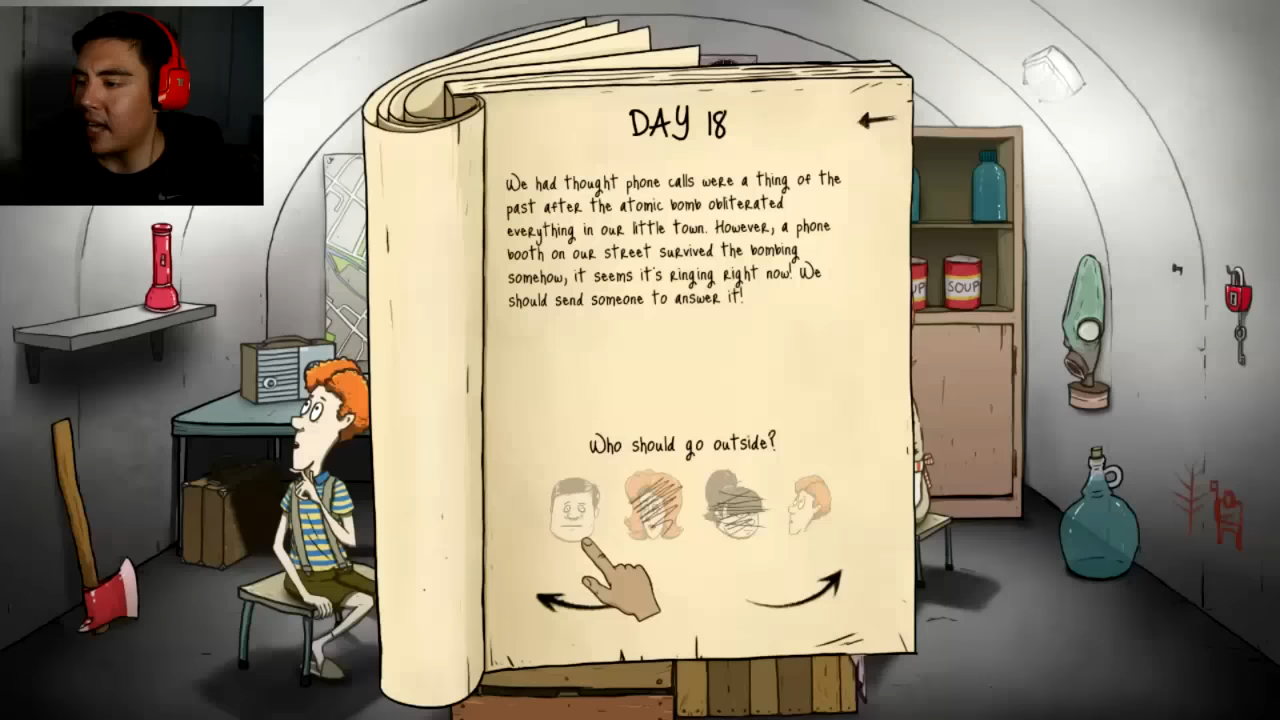 DAY 18
We had thought phone calls were a thing of the
past after the atomic bomb obliterated
everything in our little town. However, a phone
booth on our street survived the bombing
somehow, it seems it's ringing right now! We
should send someone to answer it!
UP
SOUP
Who should go outside?